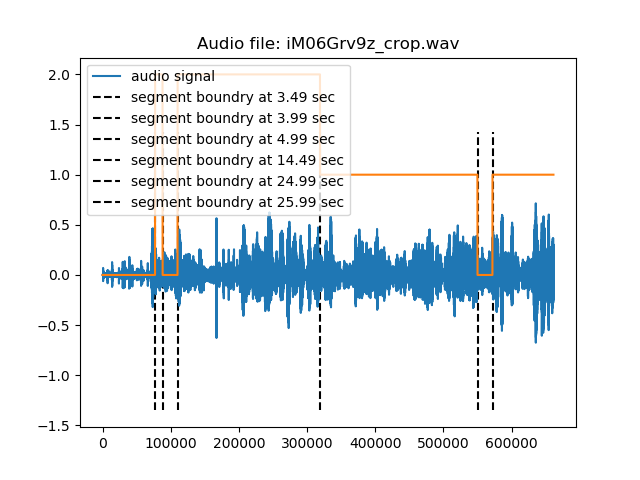 Audio file: iM06Grv9z_crop.wav
2.0
1.5
1.0
0.5
0.0
−0.5
−1.0
−1.5
audio signal
segment boundry at 3.49 sec
segment boundry at 3.99 sec
segment boundry at 4.99 sec
segment boundry at 14.49 sec
segment boundry at 24.99 sec
segment boundry at 25.99 sec
0 100000 200000 300000 400000 500000 600000